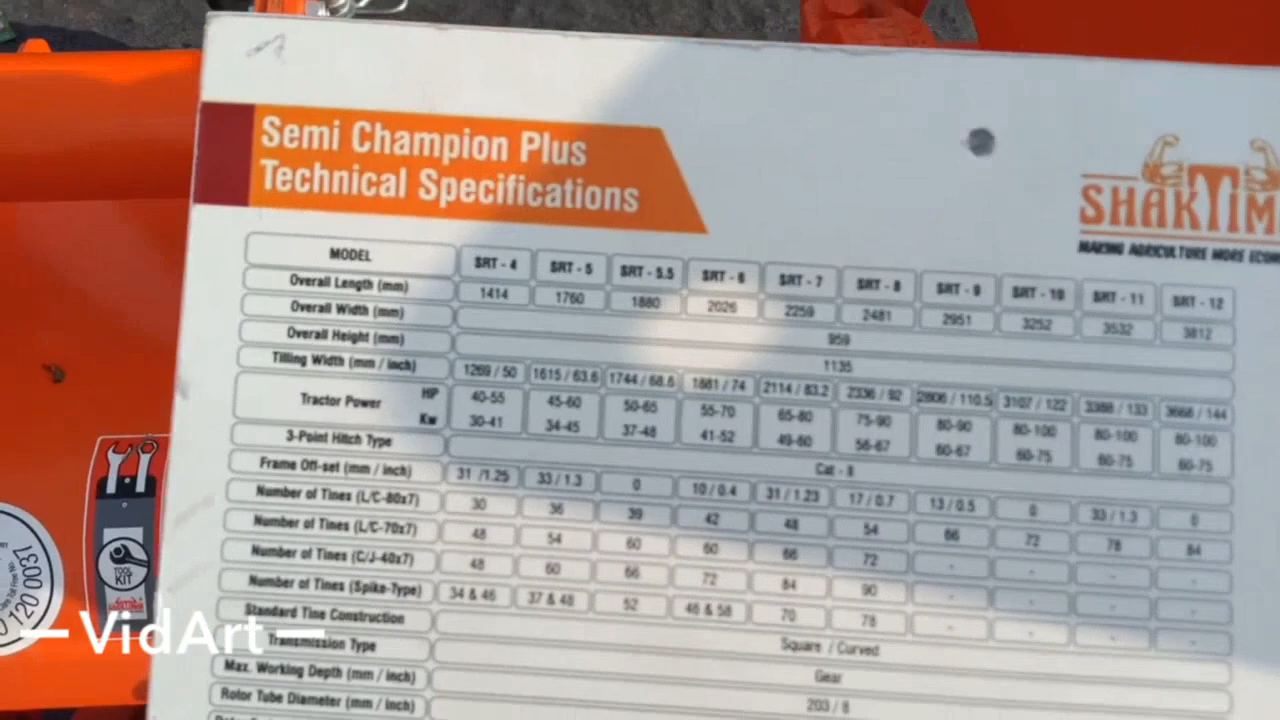 Semi Champion Plus
Technical Specifications
SHAKTIM
MAKING AGRICULTURE MORE ECON
MODEL SRT - 4 SRT - 5 SRT - 5.5 SRT - 6 SRT - 7 SRT - 8 SRT - 9 SRT - 10 SRT - 11 SRT - 12
Overall Length (mm) 1414 1760 1880 2026 2259 2481 2951 3252 3532 3812
Overall Width (mm) 959
Overall Height (mm) 1135
Tilling Width (mm / inch) 1269 / 50 1615 / 63.6 1744 / 68.6 1881 / 74 2114 / 83.2 2336 / 92 2806 / 110.5 3107 / 122 3388 / 133 3668 / 144
Tractor Power HP 40-55 45-60 50-65 55-70 65-80 75-90 80-90 80-100 80-100 80-100
Kw 30-41 34-45 37-48 41-52 49-60 56-67 60-67 60-75 60-75 60-75
3-Point Hitch Type Cat - II
Frame Off-set (mm / inch) 31 /1.25 33 / 1.3 0 10 / 0.4 31 / 1.23 17 / 0.7 13 / 0.5 0 33 / 1.3 0
Number of Tines (L/C-80x7) 30 36 39 42 48 54 66 72 78 84
Number of Tines (L/C-70x7) 48 54 60 60 66 72 - - - -
Number of Tines (C/J-40x7) 48 60 66 72 84 90 - - - -
Number of Tines (Spike-Type) 34 & 46 37 & 48 52 46 & 58 70 78 - - - -
Standard Tine Construction Square / Curved
Transmission Type Gear
Max. Working Depth (mm / inch) 203 / 8
Rotor Tube Diameter (mm / inch)
TOOL
KIT
120 0037
VidArt